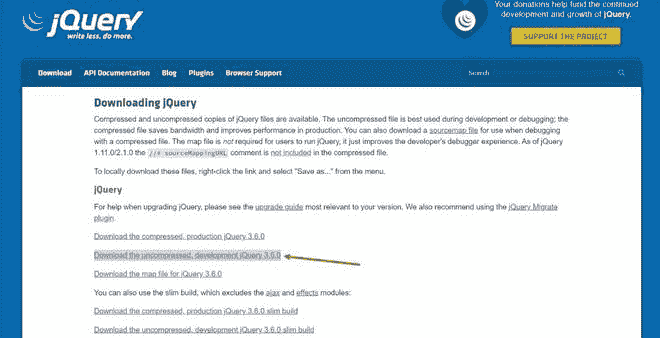 Your donations help fund the continued
development and growth of jQuery.
jQuery
write less, do more.
SUPPORT THE PROJECT
Download API Documentation Blog Plugins Browser Support Search
Downloading jQuery
Compressed and uncompressed copies of jQuery files are available. The uncompressed file is best used during development or debugging; the
compressed file saves bandwidth and improves performance in production. You can also download a sourcemap file for use when debugging
with a compressed file. The map file is not required for users to run jQuery, it just improves the developer's debugger experience. As of jQuery
1.11.0/2.1.0 the //# sourceMappingURL comment is not included in the compressed file.
To locally download these files, right-click the link and select "Save as..." from the menu.
jQuery
For help when upgrading jQuery, please see the upgrade guide most relevant to your version. We also recommend using the jQuery Migrate
plugin.
Download the compressed, production jQuery 3.6.0
Download the uncompressed, development jQuery 3.6.0
Download the map file for jQuery 3.6.0
You can also use the slim build, which excludes the ajax and effects modules:
Download the compressed, production jQuery 3.6.0 slim build
Download the uncompressed, development jQuery 3.6.0 slim build